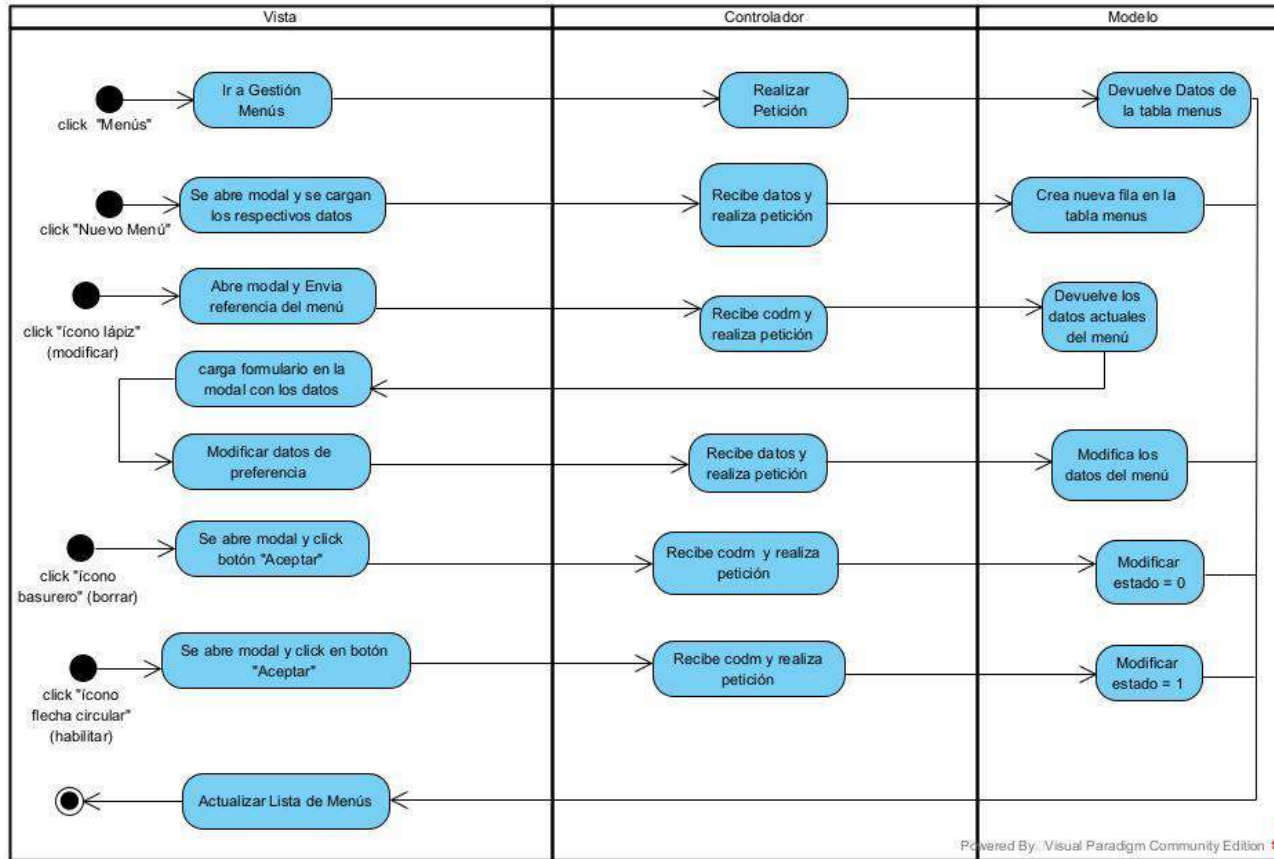 Vista
Controlador
Modelo
click "Menús"
Ir a Gestión
Menús
Realizar
Petición
Devuelve Datos de
la tabla menus
click "Nuevo Menú"
Se abre modal y se cargan
los respectivos datos
Recibe datos y
realiza petición
Crea nueva fila en la
tabla menus
click "ícono lápiz"
(modificar)
Abre modal y Envia
referencia del menú
Recibe codm y
realiza petición
Devuelve los
datos actuales
del menú
carga formulario en la
modal con los datos
Modificar datos de
preferencia
Recibe datos y
realiza petición
Modifica los
datos del menú
click "ícono
basurero" (borrar)
Se abre modal y click
botón "Aceptar"
Recibe codm y realiza
petición
Modificar
estado = 0
click "ícono
flecha circular"
(habilitar)
Se abre modal y click en botón
"Aceptar"
Recibe codm y realiza
petición
Modificar
estado = 1
Actualizar Lista de Menús
Powered By: Visual Paradigm Community Edition